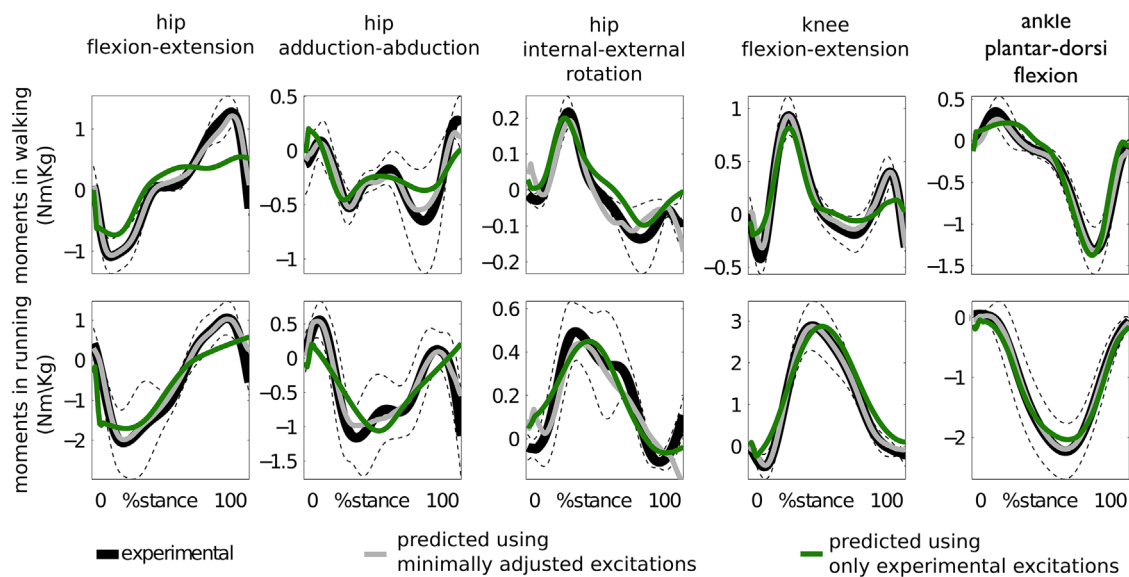 hip
flexion-extension
hip
adduction-abduction
hip
internal-external
rotation
knee
flexion-extension
ankle
plantar-dorsi
flexion
moments in walking
(Nm\Kg)
1
0
−1
0.5
0
−0.5
−1
0.2
0.1
0
−0.1
−0.2
1
0.5
0
−0.5
0.5
0
−0.5
−1
−1.5
moments in running
(Nm\Kg)
1
0
−1
−2
0.5
0
−0.5
−1
−1.5
0.6
0.4
0.2
0
3
2
1
0
0
−1
−2
0 %stance 100
0 %stance 100
0 %stance 100
0 %stance 100
0 %stance 100
experimental
predicted using
minimally adjusted excitations
predicted using
only experimental excitations